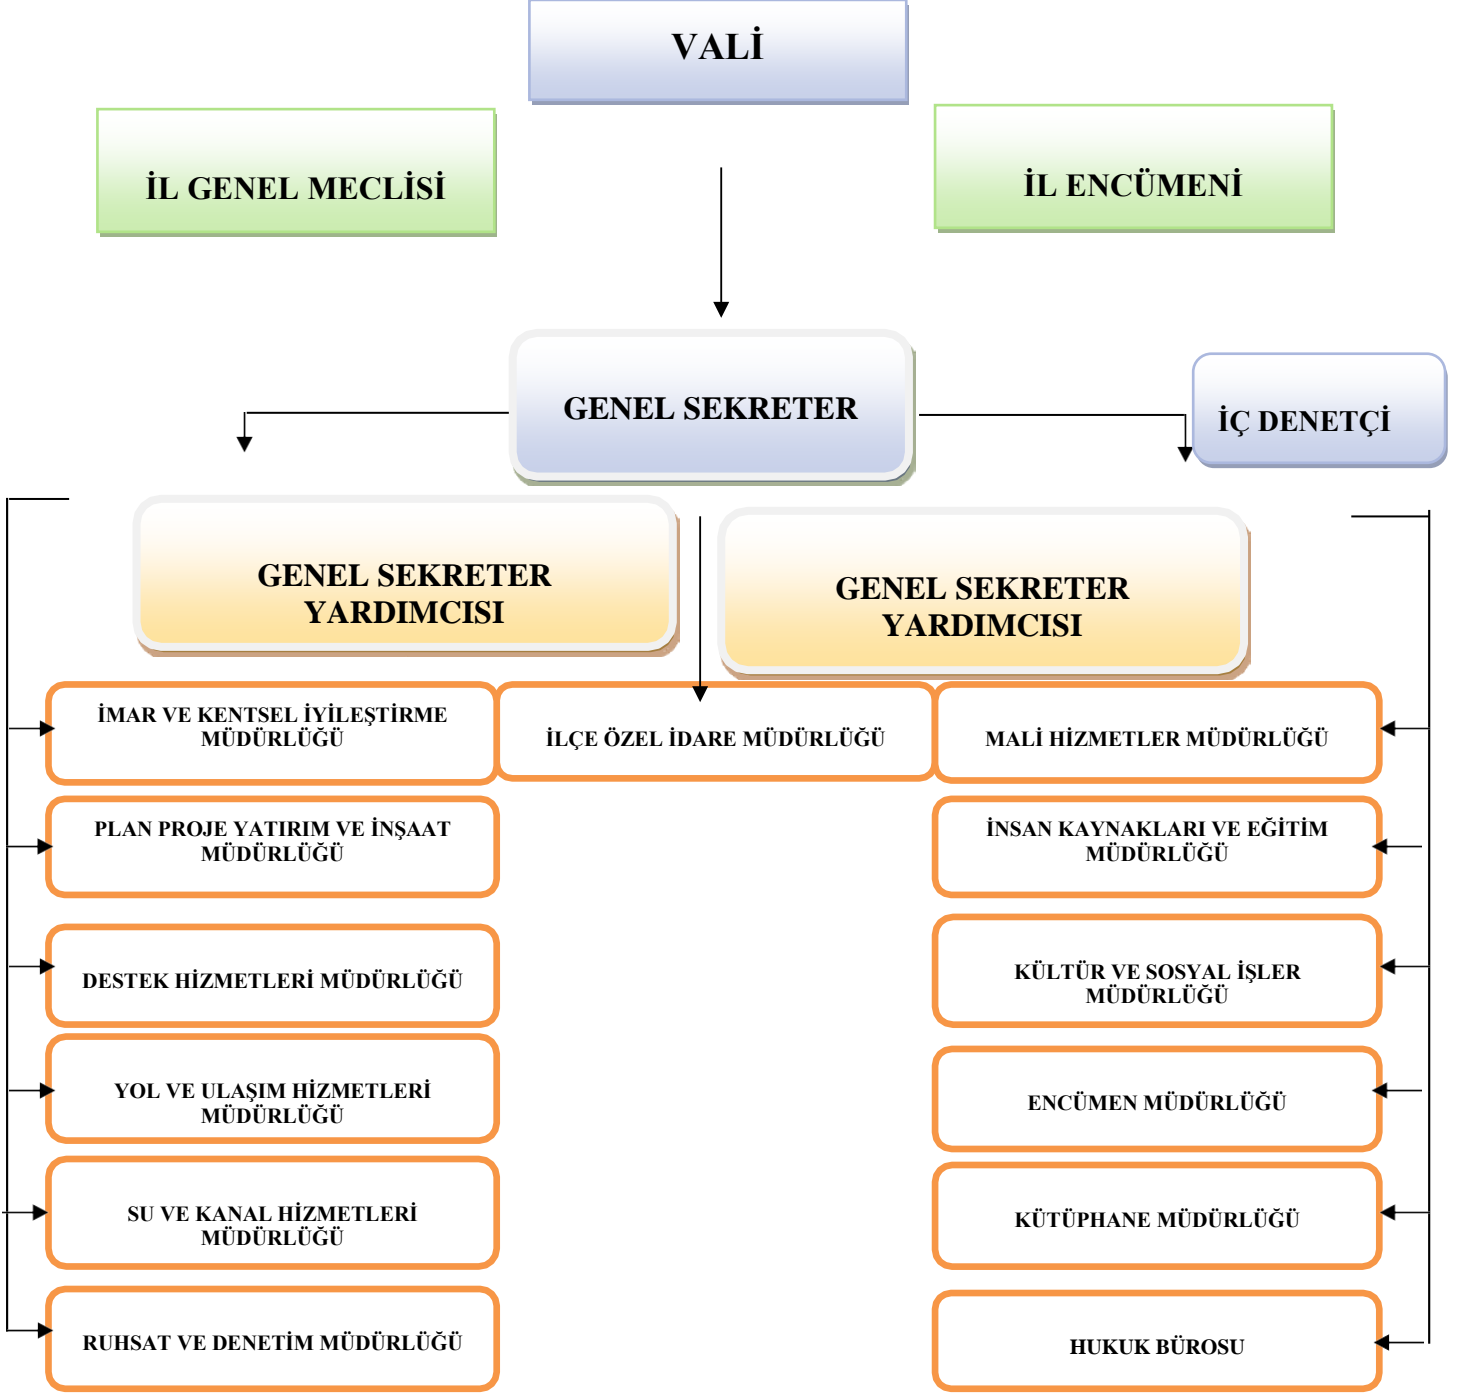 VALİ
İL GENEL MECLİSİ
İL ENCÜMENİ
GENEL SEKRETER
İÇ DENETÇİ
GENEL SEKRETER
YARDIMCISI
GENEL SEKRETER
YARDIMCISI
İMAR VE KENTSEL İYİLEŞTİRME
MÜDÜRLÜĞÜ
İLÇE ÖZEL İDARE MÜDÜRLÜĞÜ
MALİ HİZMETLER MÜDÜRLÜĞÜ
PLAN PROJE YATIRIM VE İNŞAAT
MÜDÜRLÜĞÜ
İNSAN KAYNAKLARI VE EĞİTİM
MÜDÜRLÜĞÜ
DESTEK HİZMETLERİ MÜDÜRLÜĞÜ
KÜLTÜR VE SOSYAL İŞLER
MÜDÜRLÜĞÜ
YOL VE ULAŞIM HİZMETLERİ
MÜDÜRLÜĞÜ
ENCÜMEN MÜDÜRLÜĞÜ
SU VE KANAL HİZMETLERİ
MÜDÜRLÜĞÜ
KÜTÜPHANE MÜDÜRLÜĞÜ
RUHSAT VE DENETİM MÜDÜRLÜĞÜ
HUKUK BÜROSU